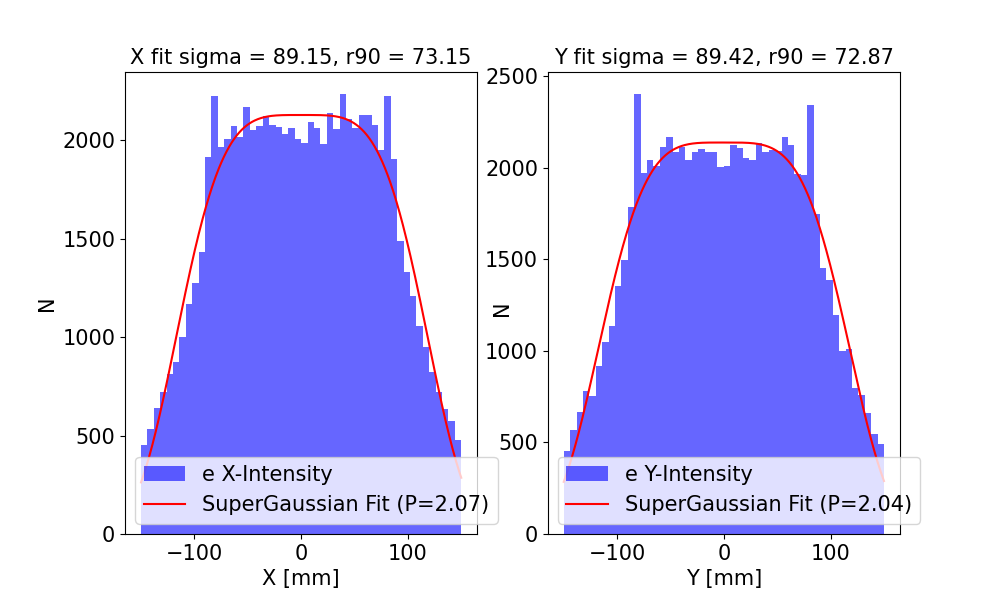 X fit sigma = 89.15, r90 = 73.15
2000
1500
1000
500
0
N
−100
0
100
X [mm]
e X-Intensity
SuperGaussian Fit (P=2.07)
Y fit sigma = 89.42, r90 = 72.87
2500
2000
1500
1000
500
0
N
−100
0
100
Y [mm]
e Y-Intensity
SuperGaussian Fit (P=2.04)